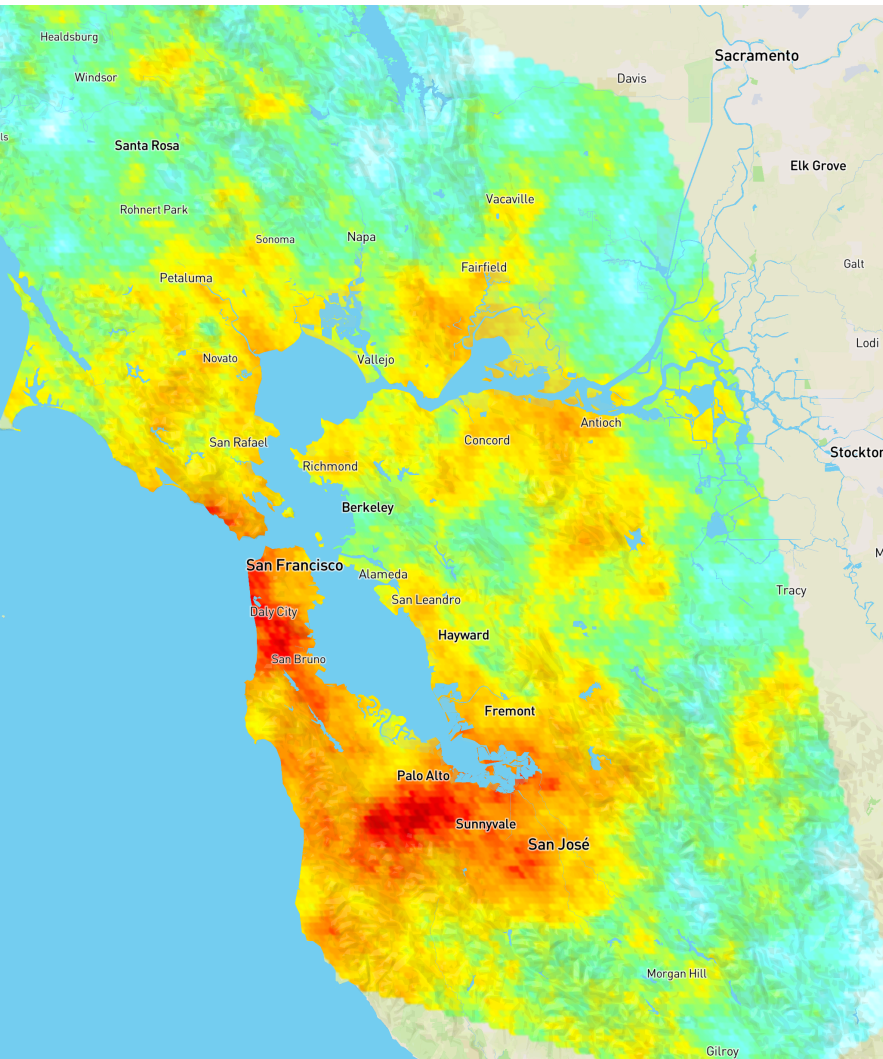 Healdsburg
Sacramento
Windsor
Davis
ls
Santa Rosa
Elk Grove
Vacaville
Rohnert Park
Napa
Sonoma
Galt
Fairfield
Petaluma
Lodi
Novato
Vallejo
Antioch
Concord
San Rafael
Stockton
Richmond
Berkeley
M
San Francisco
Alameda
Tracy
San Leandro
Daly City
Hayward
San Bruno
Fremont
Palo Alto
Sunnyvale
San José
Morgan Hill
Gilroy